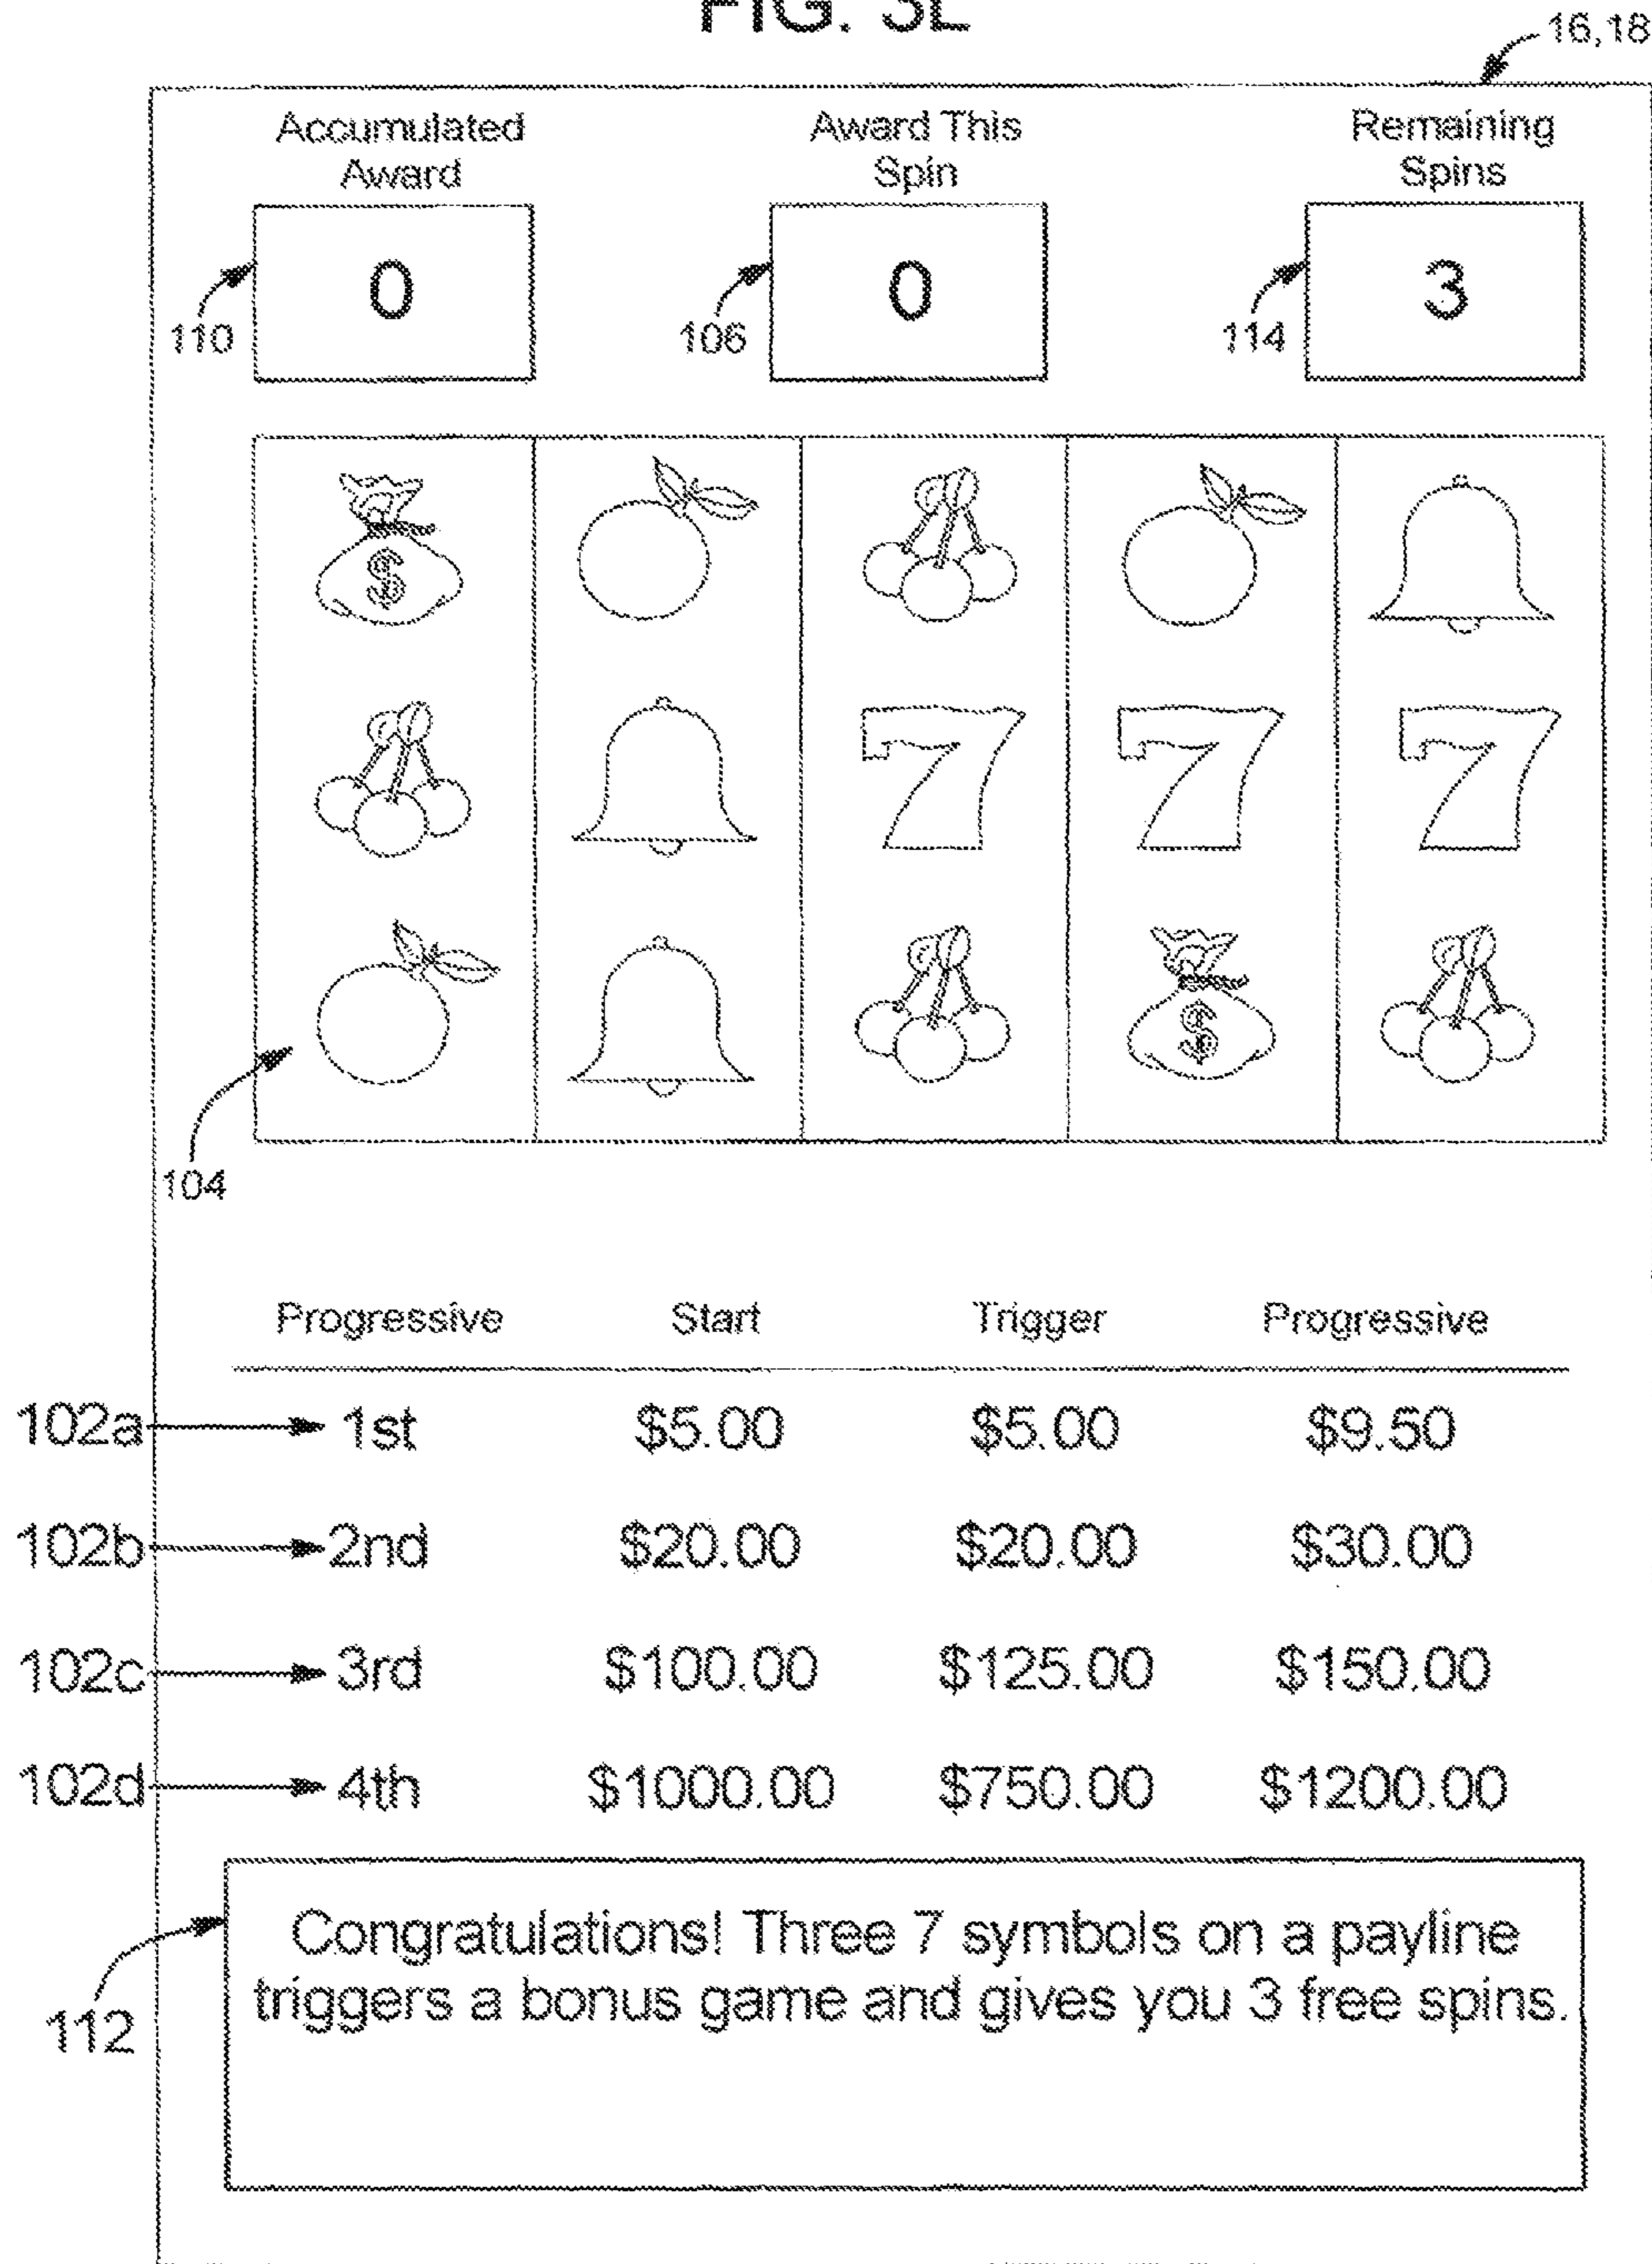 FIG. 3E
16,18
Accumulated Award This Remaining
Award Spin Spins
0 0 3
110 106 114
$
7 7 7
$
104
Progressive Start Trigger Progressive
102a 1st $5.00 $5.00 $9.50
102b 2nd $20.00 $20.00 $30.00
102c 3rd $100.00 $125.00 $150.00
102d 4th $1000.00 $750.00 $1200.00
Congratulations! Three 7 symbols on a payline
triggers a bonus game and gives you 3 free spins.
112